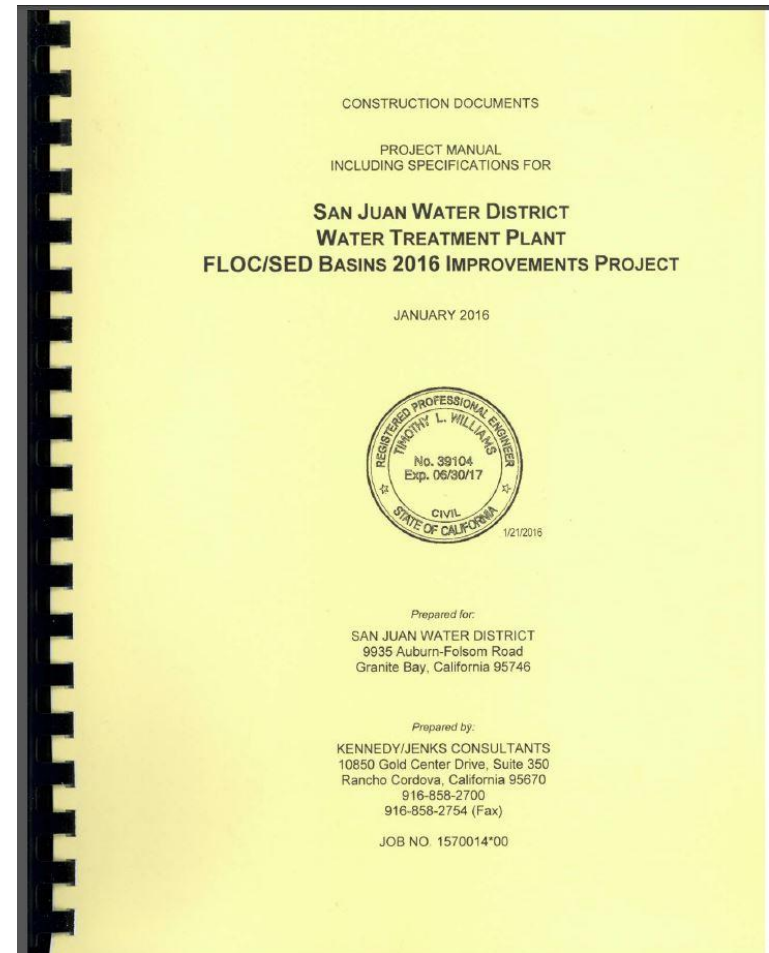 CONSTRUCTION DOCUMENTS
PROJECT MANUAL
INCLUDING SPECIFICATIONS FOR
SAN JUAN WATER DISTRICT
WATER TREATMENT PLANT
FLOC/SED BASINS 2016 IMPROVEMENTS PROJECT
JANUARY 2016
REGISTERED PROFESSIONAL ENGINEER
TIMOTHY L. WILLIAMS
No. 39104
Exp. 06/30/17
CIVIL
STATE OF CALIFORNIA
1/21/2016
Prepared for:
SAN JUAN WATER DISTRICT
9935 Auburn-Folsom Road
Granite Bay, California 95746
Prepared by:
KENNEDY/JENKS CONSULTANTS
10850 Gold Center Drive, Suite 350
Rancho Cordova, California 95670
916-858-2700
916-858-2754 (Fax)
JOB NO. 1570014*00